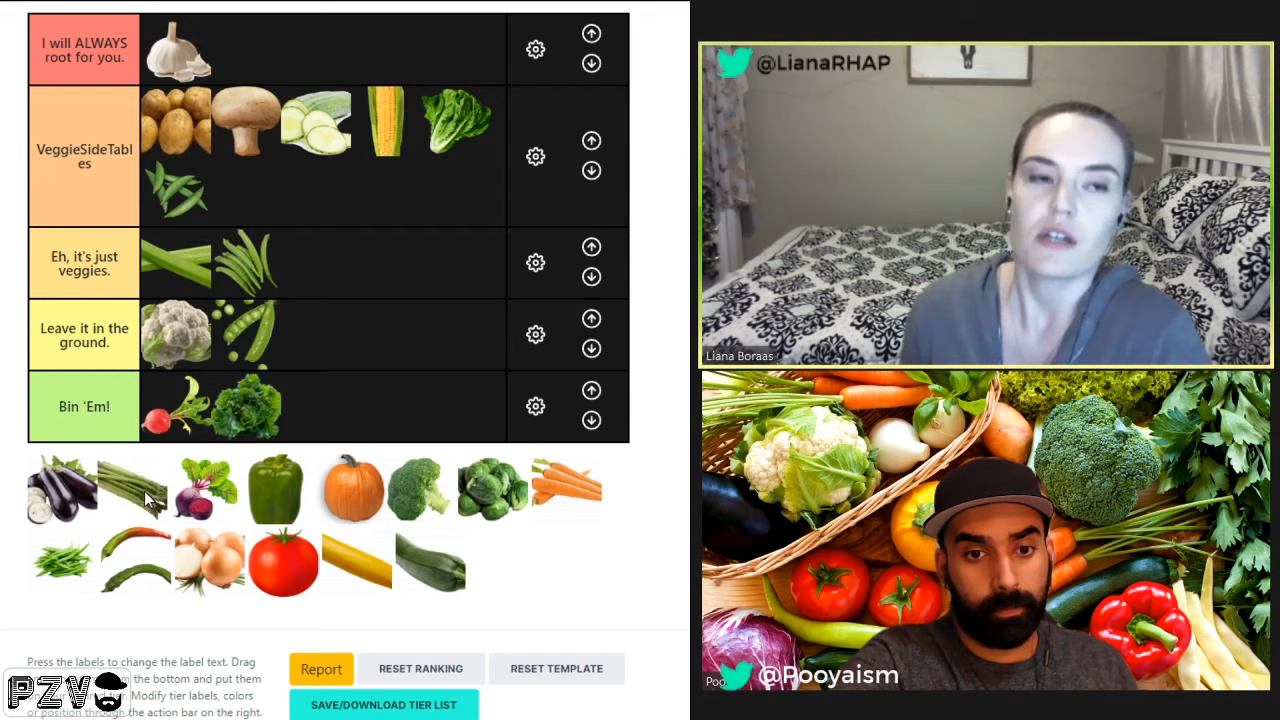 I will ALWAYS
root for you.
VeggieSideTabl
es
Eh, it's just
veggies.
Leave it in the
ground.
Bin 'Em!
Press the labels to change the label text. Drag
m the bottom and put them
Modify tier labels, colors
or position through the action bar on the right.
Report
RESET RANKING
RESET TEMPLATE
SAVE/DOWNLOAD TIER LIST
PZV
@LianaRHAP
Liana Boraas
Poo
@Pooyaism